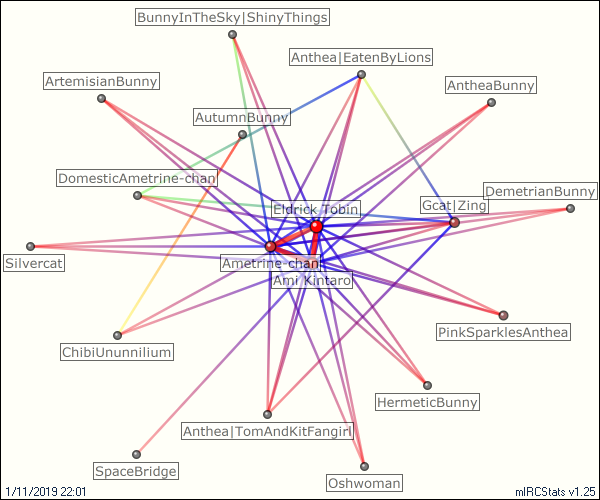 BunnyInTheSky|ShinyThings
Anthea|EatenByLions
ArtemisianBunny
AntheaBunny
AutumnBunny
DomesticAmetrine-chan
DemetrianBunny
Gcat|Zing
Eldrick Tobin
Silvercat
Ametrine-chan
Ami Kintaro
PinkSparklesAnthea
ChibiUnunnilium
HermeticBunny
Anthea|TomAndKitFangirl
SpaceBridge
Oshwoman
1/11/2019 22:01
mIRCStats v1.25